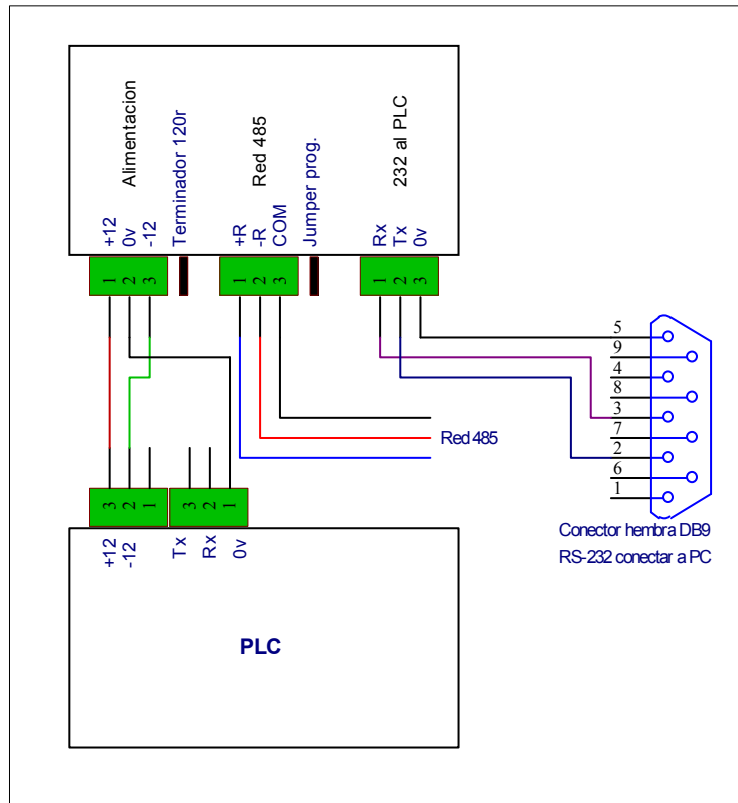 Alimentacion
Terminador 120r
Red 485
Jumper prog.
232 al PLC
+12
0v
-12
+R
-R
COM
Rx
Tx
0v
1
2
3
1
2
3
1
2
3
5
9
4
8
3
7
2
6
1
Red 485
Conector hembra DB9
RS-232 conectar a PC
3
2
1
3
2
1
+12
-12
Tx
Rx
0v
PLC